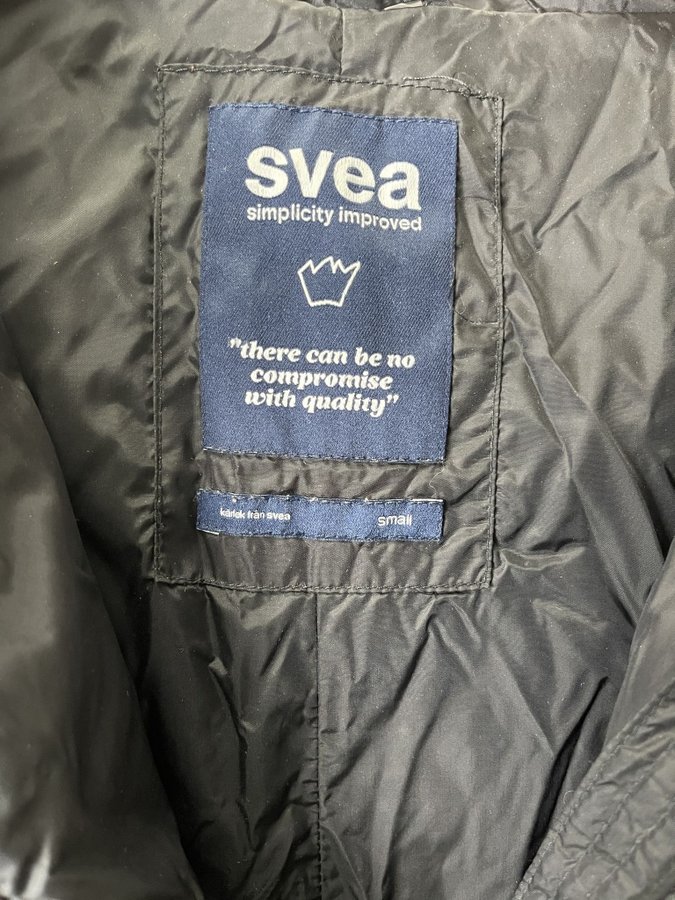 svea
simplicity improved
"there can be no
compromise
with quality"
kärlek från svea
small